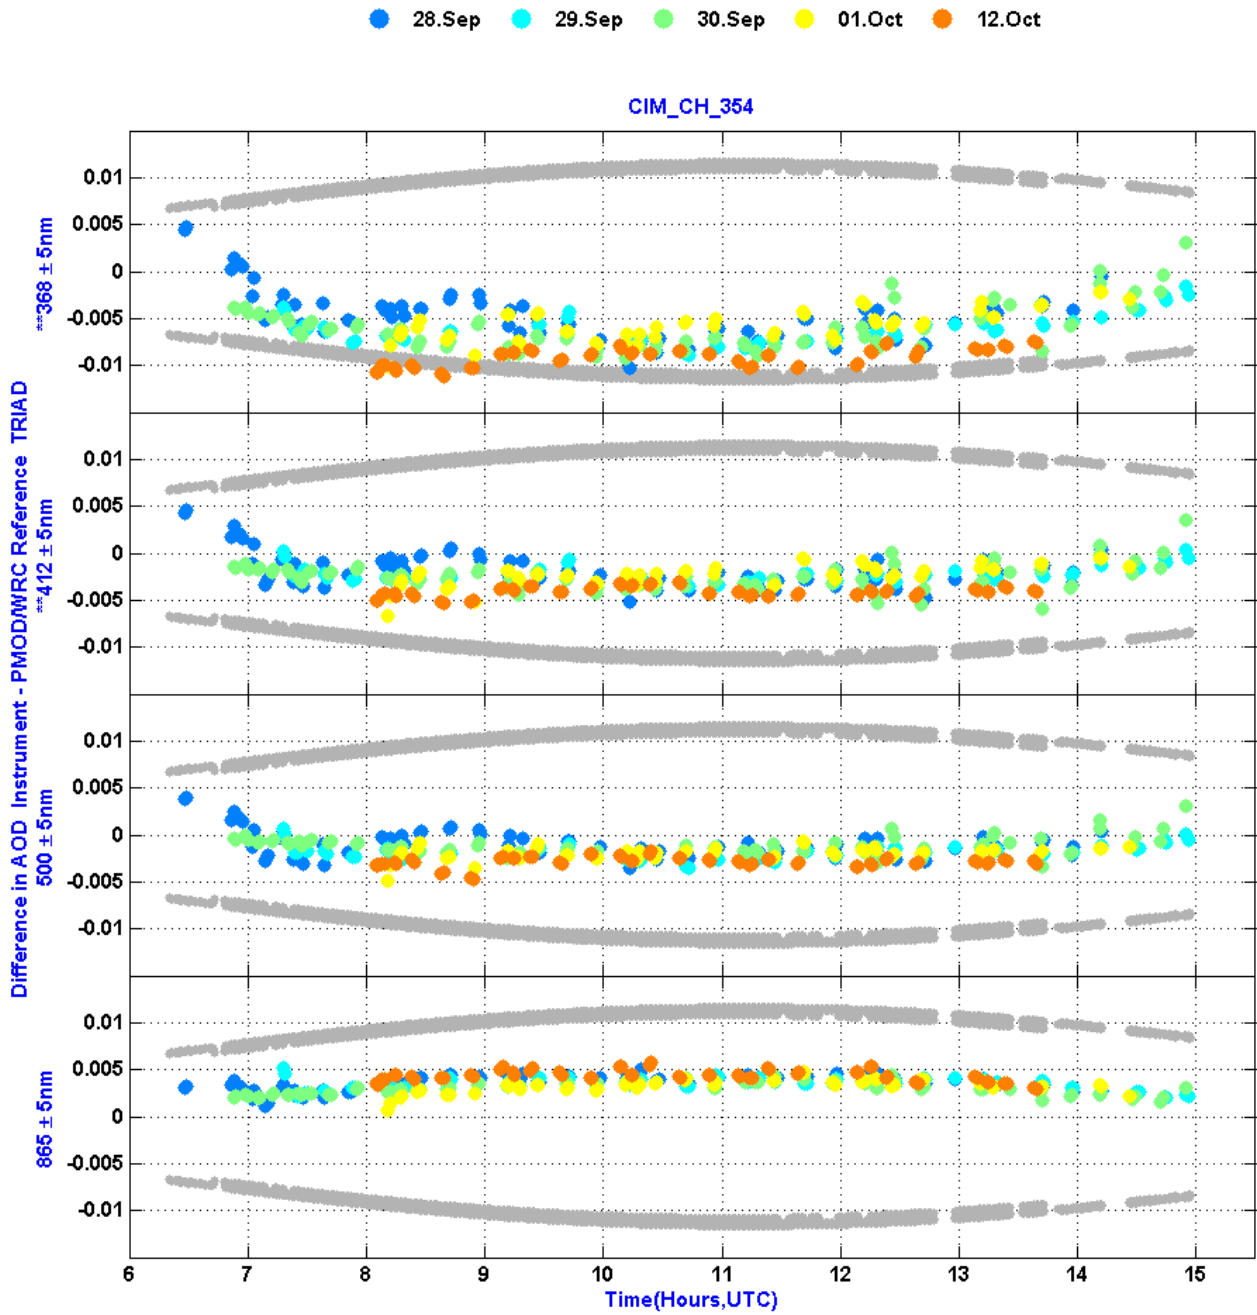 28.Sep 29.Sep 30.Sep 01.Oct 12.Oct
CIM_CH_354
Difference in AOD Instrument - PMOD/WRC Reference TRIAD
**368 ± 5nm
0.01
0.005
0
-0.005
-0.01
**412 ± 5nm
0.01
0.005
0
-0.005
-0.01
500 ± 5nm
0.01
0.005
0
-0.005
-0.01
865 ± 5nm
0.01
0.005
0
-0.005
-0.01
6 7 8 9 10 11 12 13 14 15
Time(Hours,UTC)